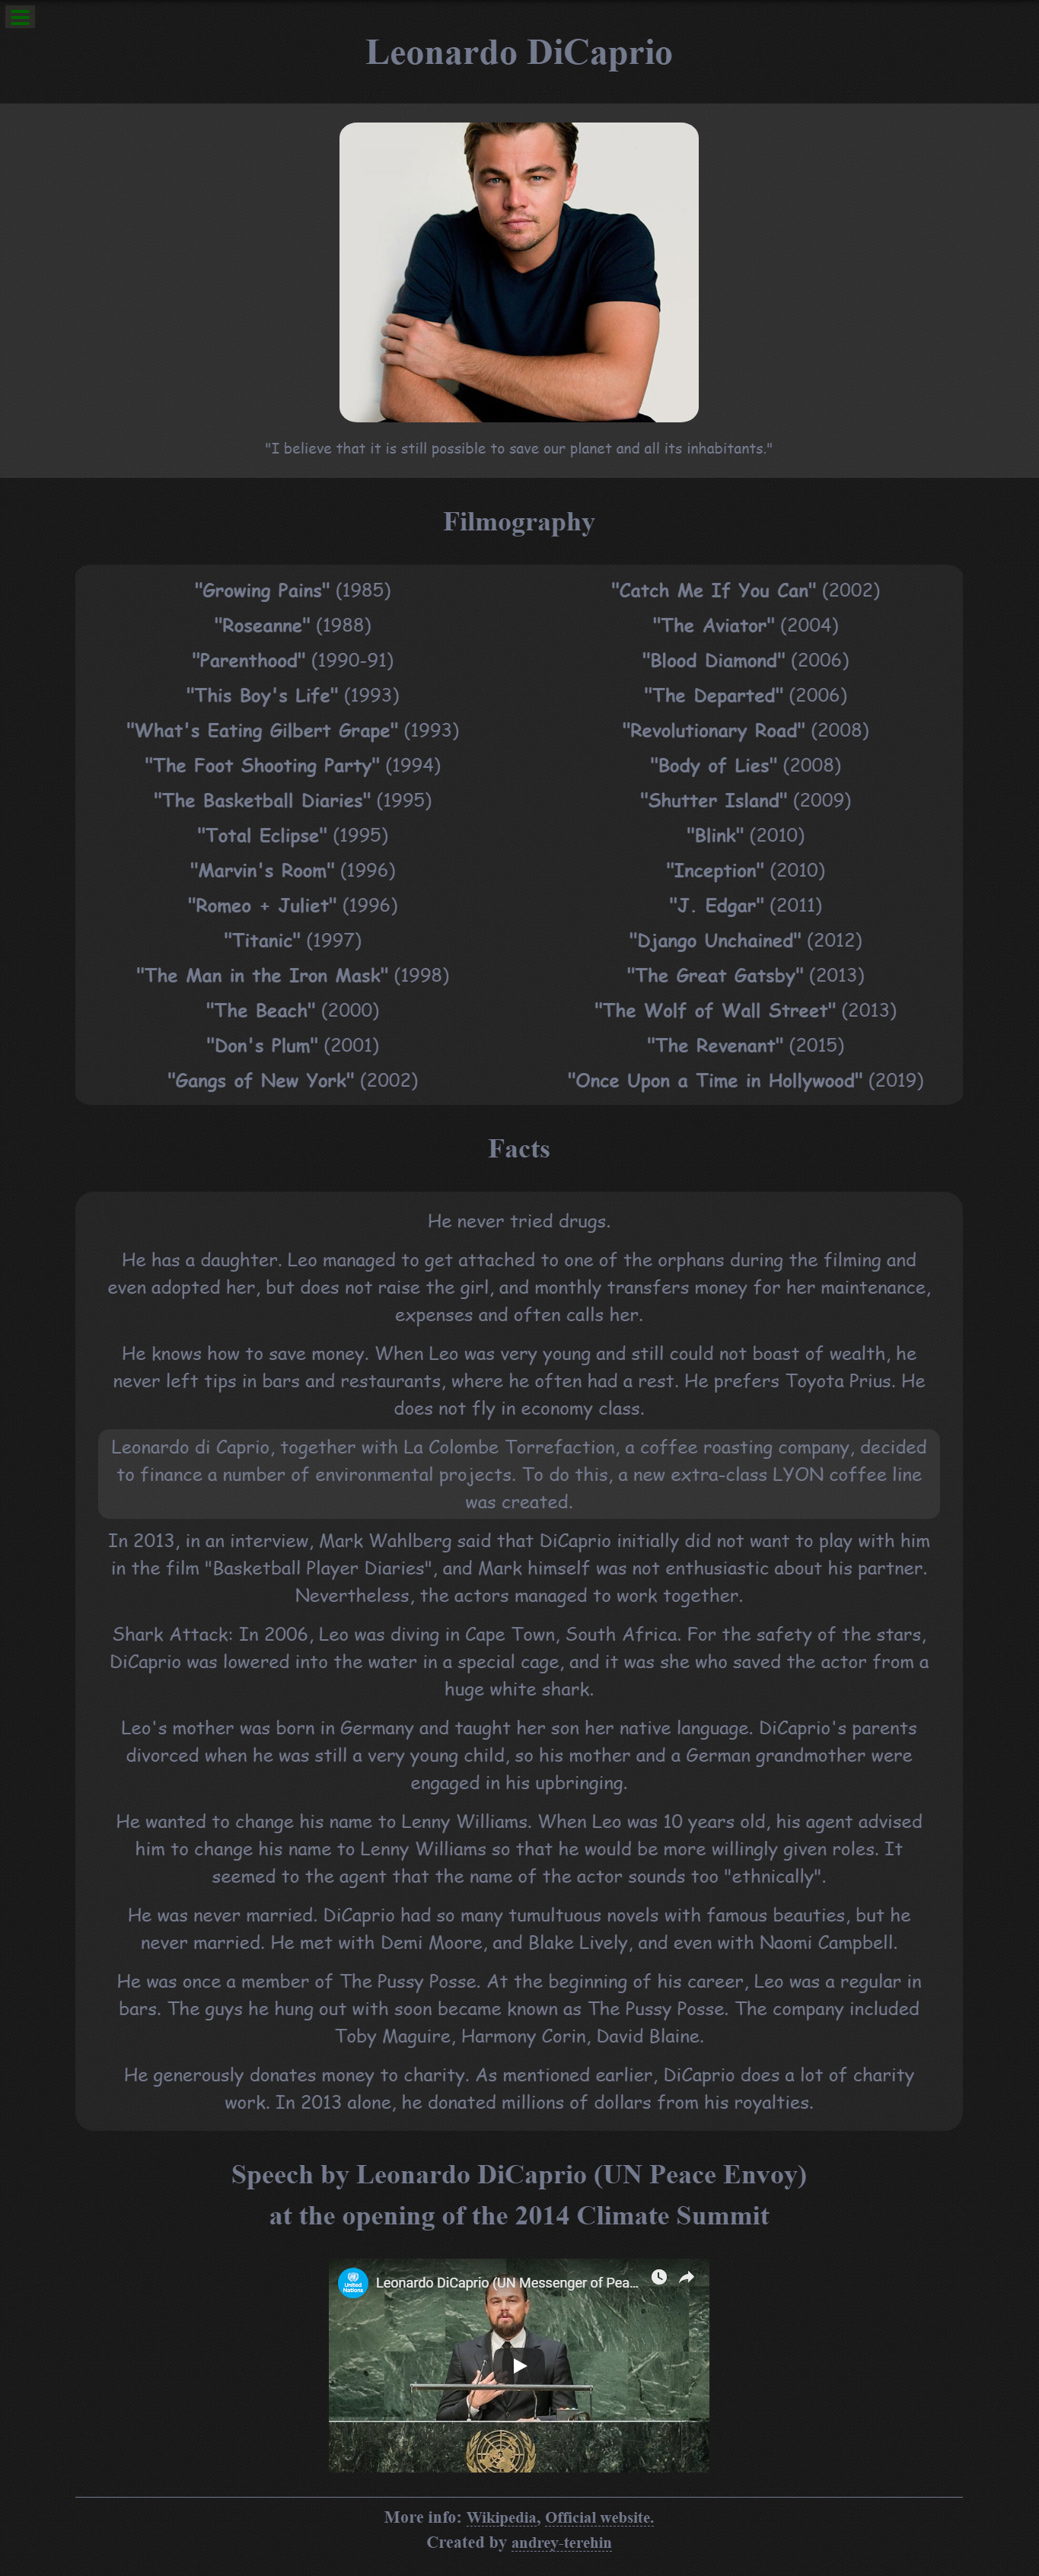 Leonardo DiCaprio
"I believe that it is still possible to save our planet and all its inhabitants."
Filmography
"Growing Pains" (1985)
"Roseanne" (1988)
"Parenthood" (1990-91)
"This Boy's Life" (1993)
"What's Eating Gilbert Grape" (1993)
"The Foot Shooting Party" (1994)
"The Basketball Diaries" (1995)
"Total Eclipse" (1995)
"Marvin's Room" (1996)
"Romeo + Juliet" (1996)
"Titanic" (1997)
"The Man in the Iron Mask" (1998)
"The Beach" (2000)
"Don's Plum" (2001)
"Gangs of New York" (2002)
"Catch Me If You Can" (2002)
"The Aviator" (2004)
"Blood Diamond" (2006)
"The Departed" (2006)
"Revolutionary Road" (2008)
"Body of Lies" (2008)
"Shutter Island" (2009)
"Blink" (2010)
"Inception" (2010)
"J. Edgar" (2011)
"Django Unchained" (2012)
"The Great Gatsby" (2013)
"The Wolf of Wall Street" (2013)
"The Revenant" (2015)
"Once Upon a Time in Hollywood" (2019)
Facts
He never tried drugs.
He has a daughter. Leo managed to get attached to one of the orphans during the filming and
even adopted her, but does not raise the girl, and monthly transfers money for her maintenance,
expenses and often calls her.
He knows how to save money. When Leo was very young and still could not boast of wealth, he
never left tips in bars and restaurants, where he often had a rest. He prefers Toyota Prius. He
does not fly in economy class.
Leonardo di Caprio, together with La Colombe Torrefaction, a coffee roasting company, decided
to finance a number of environmental projects. To do this, a new extra-class LYON coffee line
was created.
In 2013, in an interview, Mark Wahlberg said that DiCaprio initially did not want to play with him
in the film "Basketball Player Diaries", and Mark himself was not enthusiastic about his partner.
Nevertheless, the actors managed to work together.
Shark Attack: In 2006, Leo was diving in Cape Town, South Africa. For the safety of the stars,
DiCaprio was lowered into the water in a special cage, and it was she who saved the actor from a
huge white shark.
Leo's mother was born in Germany and taught her son her native language. DiCaprio's parents
divorced when he was still a very young child, so his mother and a German grandmother were
engaged in his upbringing.
He wanted to change his name to Lenny Williams. When Leo was 10 years old, his agent advised
him to change his name to Lenny Williams so that he would be more willingly given roles. It
seemed to the agent that the name of the actor sounds too "ethnically".
He was never married. DiCaprio had so many tumultuous novels with famous beauties, but he
never married. He met with Demi Moore, and Blake Lively, and even with Naomi Campbell.
He was once a member of The Pussy Posse. At the beginning of his career, Leo was a regular in
bars. The guys he hung out with soon became known as The Pussy Posse. The company included
Toby Maguire, Harmony Corin, David Blaine.
He generously donates money to charity. As mentioned earlier, DiCaprio does a lot of charity
work. In 2013 alone, he donated millions of dollars from his royalties.
Speech by Leonardo DiCaprio (UN Peace Envoy)
at the opening of the 2014 Climate Summit
United
Nations
Leonardo DiCaprio (UN Messenger of Pea...
More info: Wikipedia, Official website.
Created by andrey-terehin